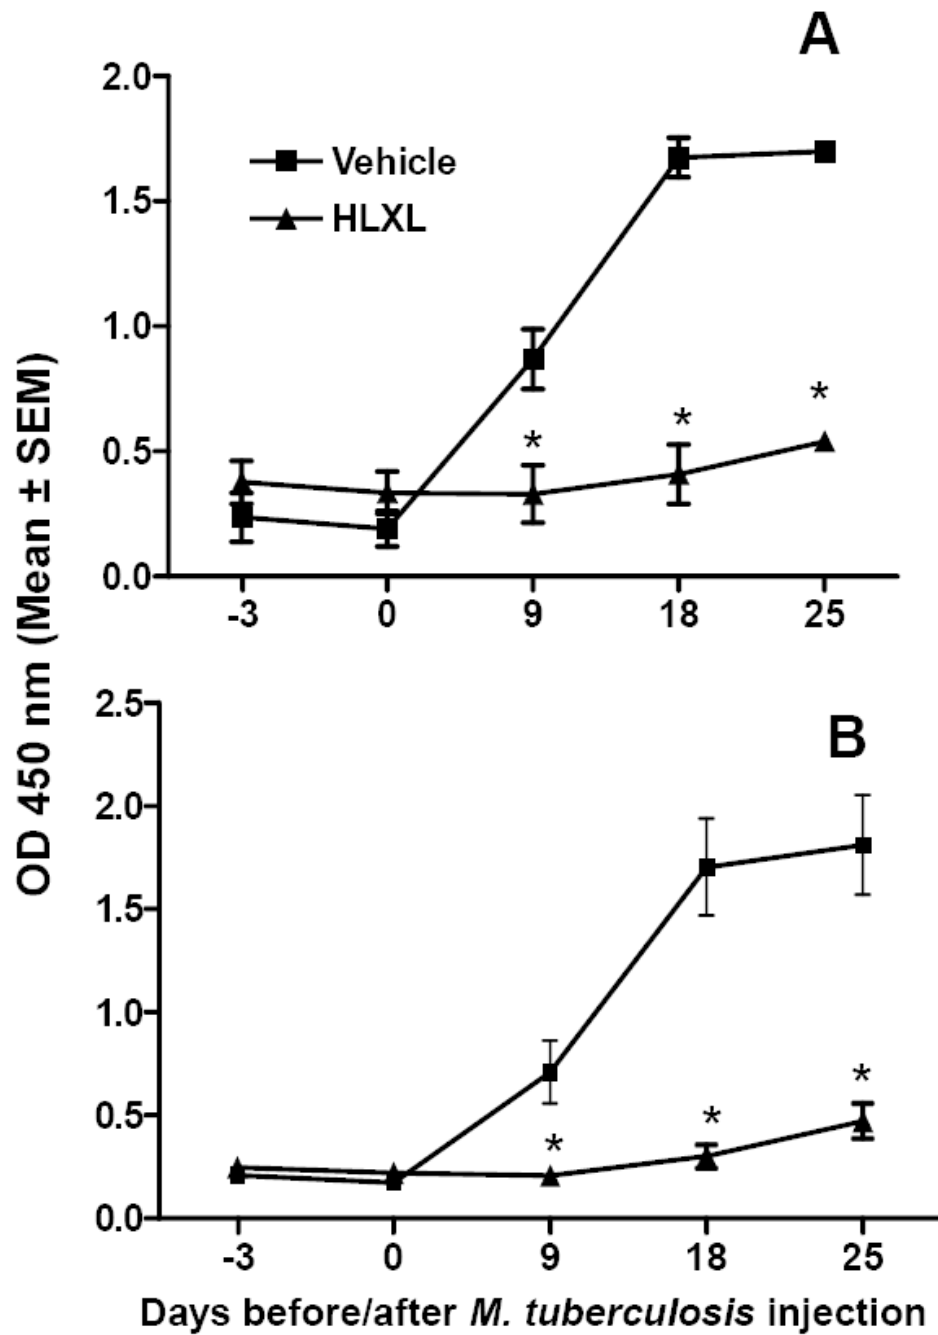 A
2.0
Vehicle
1.5
HLXL
1.0
*
*
*
0.5
0.0
-3 0 9 18 25
OD 450 nm (Mean ± SEM)
2.5
B
2.0
1.5
1.0
*
*
*
0.5
0.0
-3 0 9 18 25
Days before/after M. tuberculosis injection